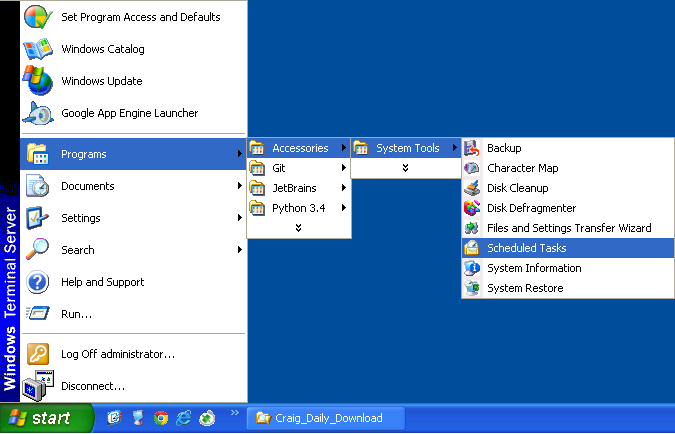 Set Program Access and Defaults
Windows Catalog
Windows Update
Google App Engine Launcher
Programs
Documents
Settings
Search
Help and Support
Run...
Log Off administrator...
Disconnect...
Windows Terminal Server
Accessories
Git
JetBrains
Python 3.4
System Tools
Backup
Character Map
Disk Cleanup
Disk Defragmenter
Files and Settings Transfer Wizard
Scheduled Tasks
System Information
System Restore
start
Craig_Daily_Download